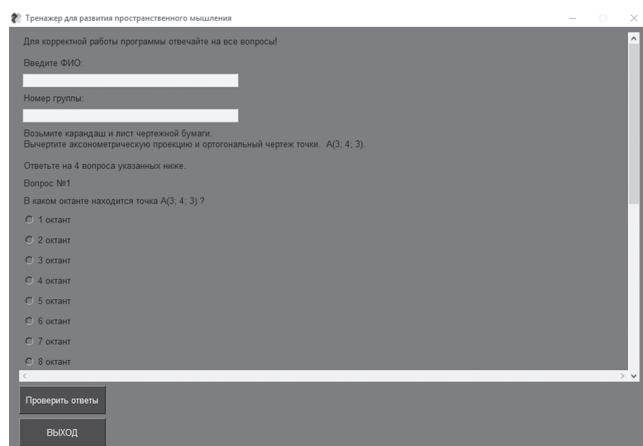 Тренажер для развития пространственного мышления
Для корректной работы программы отвечайте на все вопросы!
Введите ФИО:
Номер группы:
Возьмите карандаш и лист чертежной бумаги.
Вычертите аксонометрическую проекцию и ортогональный чертеж точки. А(3; 4; 3).
Ответьте на 4 вопроса указанных ниже.
Вопрос №1
В каком октанте находится точка А(3; 4; 3) ?
1 октант
2 октант
3 октант
4 октант
5 октант
6 октант
7 октант
8 октант
Проверить ответы
ВЫХОД